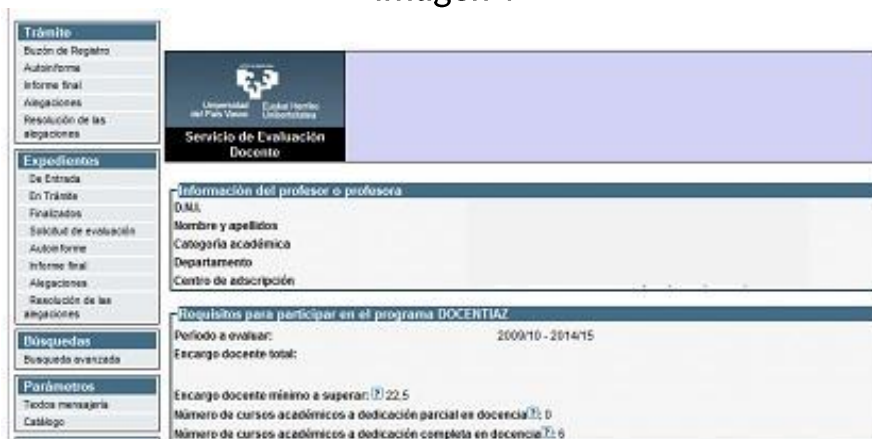 Trámite
Buzón de Registro
Autoinforme
Informe final
Alegaciones
Resolución de las
alegaciones
Expedientes
De Entrada
En Trámite
Finalizados
Solicitud de evaluación
Autoinforme
Informe final
Alegaciones
Resolución de las
alegaciones
Búsquedas
Busqueda avanzada
Parámetros
Textos mensajería
Catálogo
Universidad
del País Vasco
Euskal Herriko
Unibertsitatea
Servicio de Evaluación
Docente
Información del profesor o profesora
D.N.I.
Nombre y apellidos
Categoría académica
Departamento
Centro de adscripción
Requisitos para participar en el programa DOCENTIAZ
Periodo a evaluar: 2009/10 - 2014/15
Encargo docente total:
Encargo docente mínimo a superar: ? 22,5
Número de cursos académicos a dedicación parcial en docencia ?: 0
Número de cursos académicos a dedicación completa en docencia ?: 6